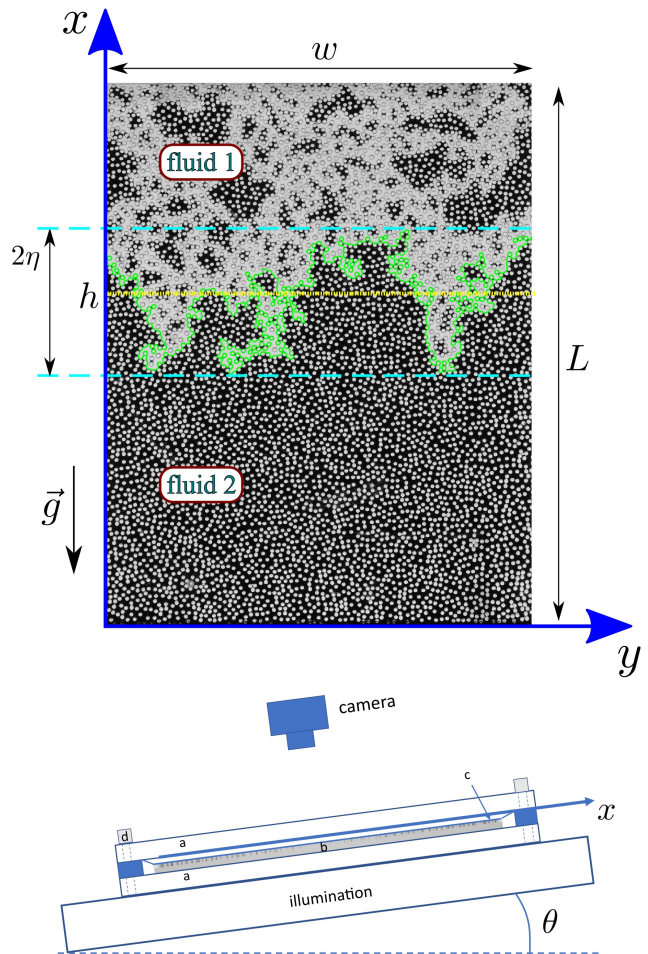 x
w
fluid 1
2η
h
L
fluid 2
g⃗
y
camera
c
d
x
a
b
a
illumination
θ